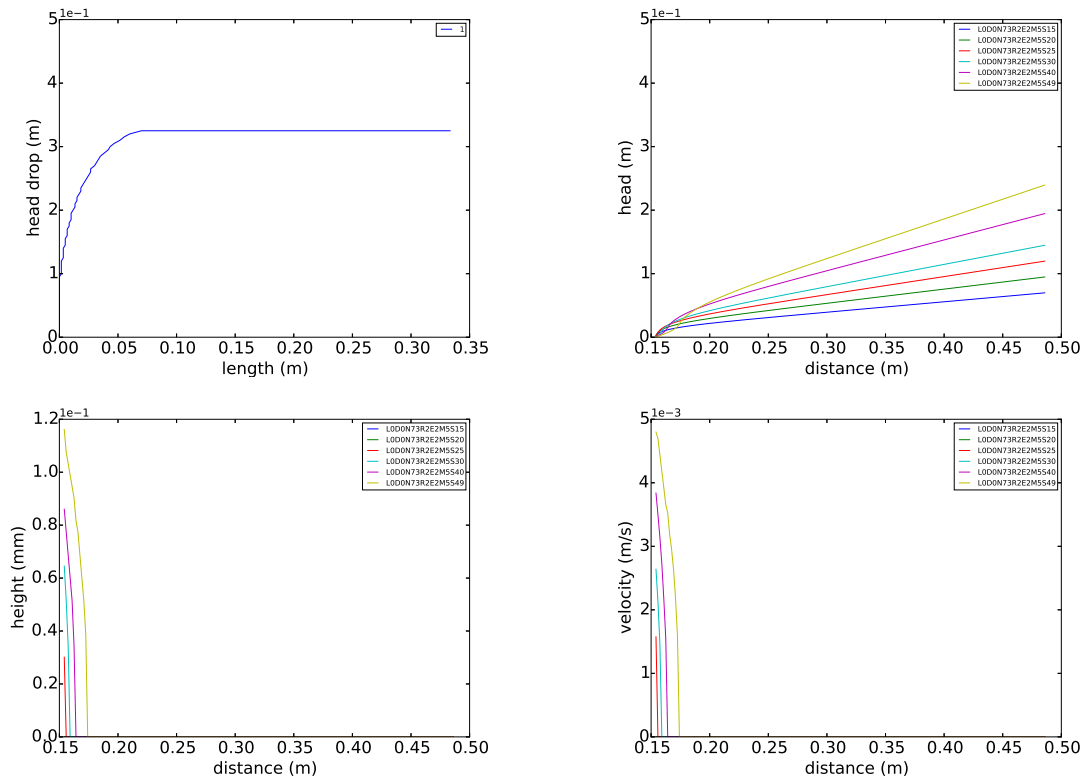 5 1e−1
1
4
3
2
1
0
head drop (m)
0.00 0.05 0.10 0.15 0.20 0.25 0.30 0.35
length (m)
5 1e−1
L0D0N73R2E2M5S15
L0D0N73R2E2M5S20
L0D0N73R2E2M5S25
L0D0N73R2E2M5S30
L0D0N73R2E2M5S40
L0D0N73R2E2M5S49
4
3
2
1
0
head (m)
0.15 0.20 0.25 0.30 0.35 0.40 0.45 0.50
distance (m)
1.2 1e−1
L0D0N73R2E2M5S15
L0D0N73R2E2M5S20
L0D0N73R2E2M5S25
L0D0N73R2E2M5S30
L0D0N73R2E2M5S40
L0D0N73R2E2M5S49
1.0
0.8
0.6
0.4
0.2
0.0
height (mm)
0.15 0.20 0.25 0.30 0.35 0.40 0.45 0.50
distance (m)
5 1e−3
L0D0N73R2E2M5S15
L0D0N73R2E2M5S20
L0D0N73R2E2M5S25
L0D0N73R2E2M5S30
L0D0N73R2E2M5S40
L0D0N73R2E2M5S49
4
3
2
1
0
velocity (m/s)
0.15 0.20 0.25 0.30 0.35 0.40 0.45 0.50
distance (m)